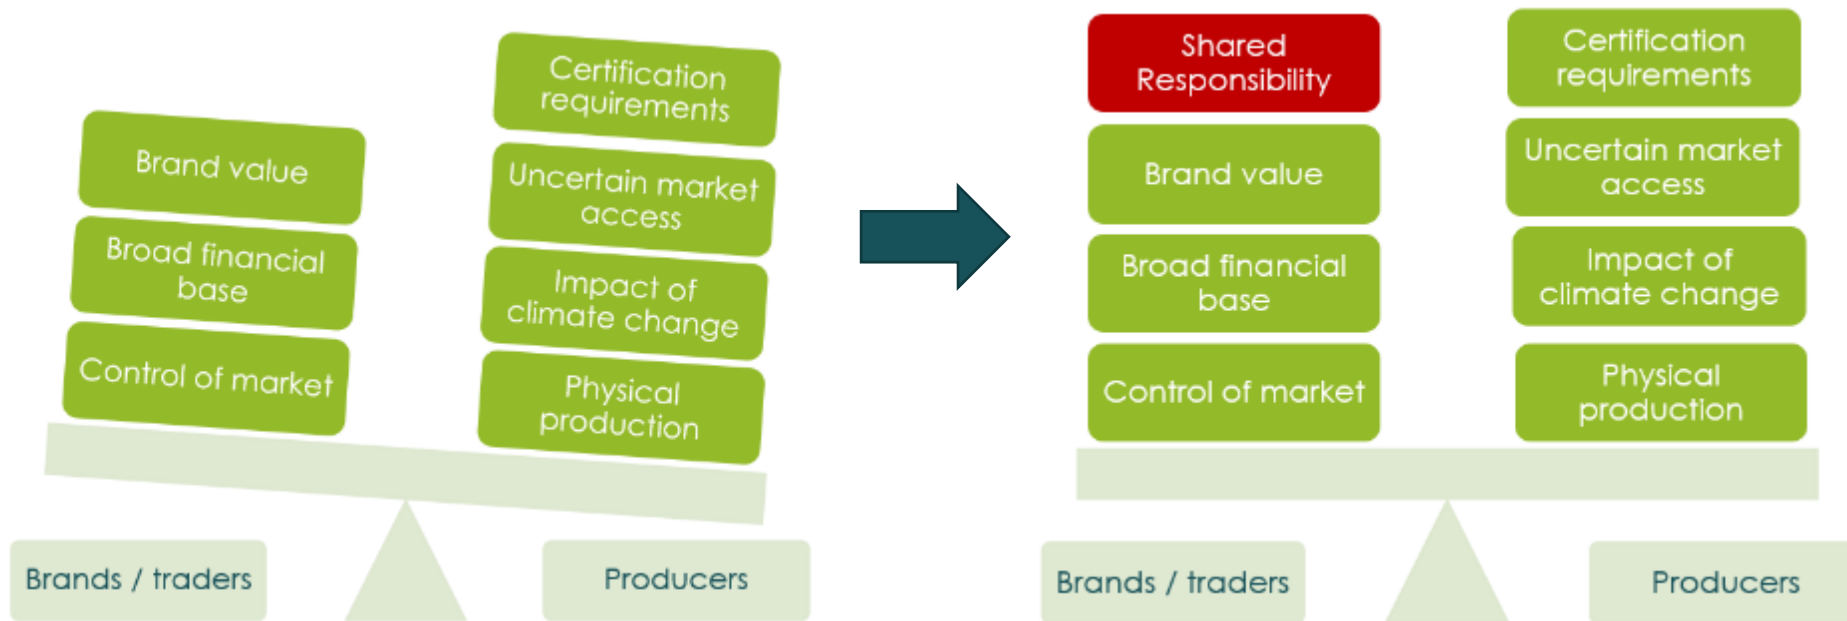 Brand value
Broad financial
base
Control of market
Certification
requirements
Uncertain market
access
Impact of
climate change
Physical
production
Brands / traders
Producers
Shared
Responsibility
Brand value
Broad financial
base
Control of market
Certification
requirements
Uncertain market
access
Impact of
climate change
Physical
production
Brands / traders
Producers